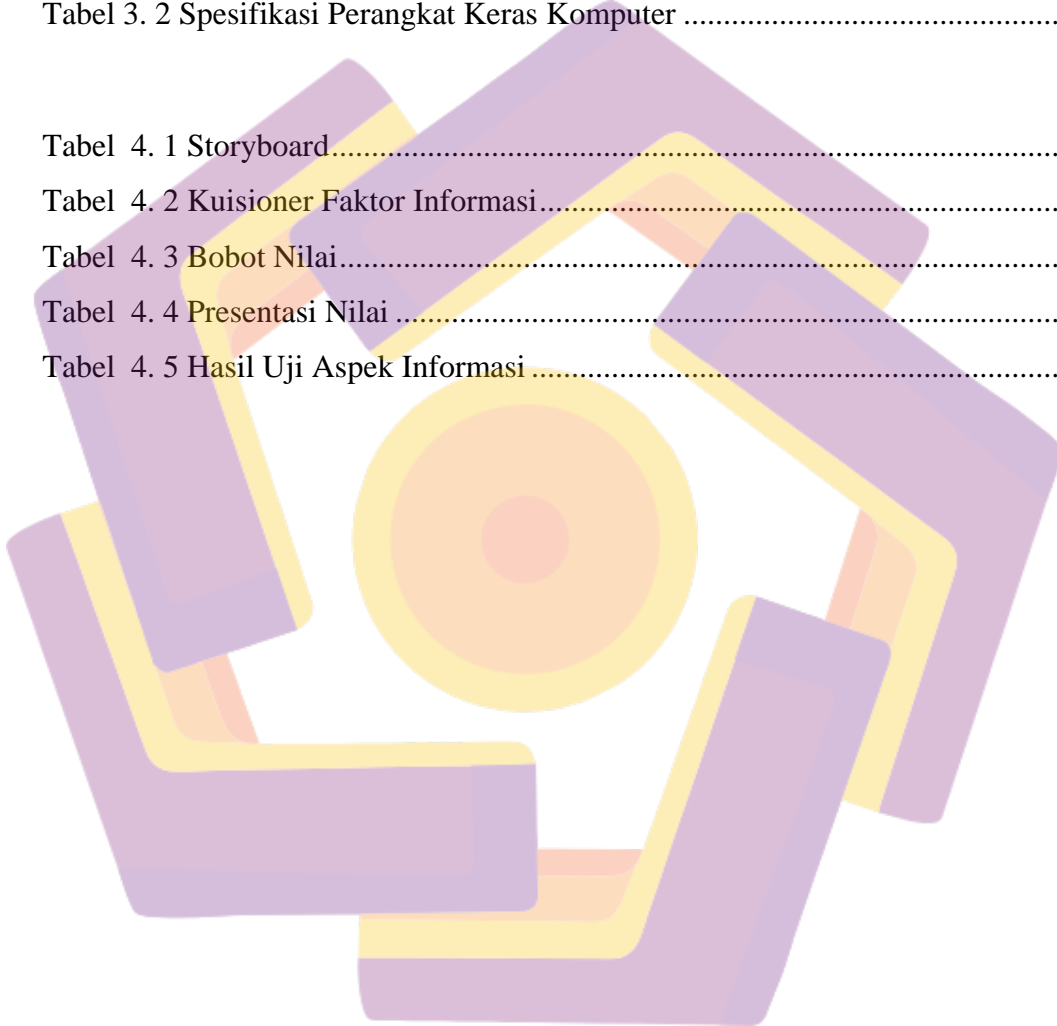 Tabel 3. 2 Spesifikasi Perangkat Keras Komputer ....................................
Tabel  4. 1 Storyboard.........................................................................................
Tabel  4. 2 Kuisioner Faktor Informasi................................................................
Tabel  4. 3 Bobot Nilai.......................................................................................
Tabel  4. 4 Presentasi Nilai ................................................................................
Tabel  4. 5 Hasil Uji Aspek Informasi .................................................................